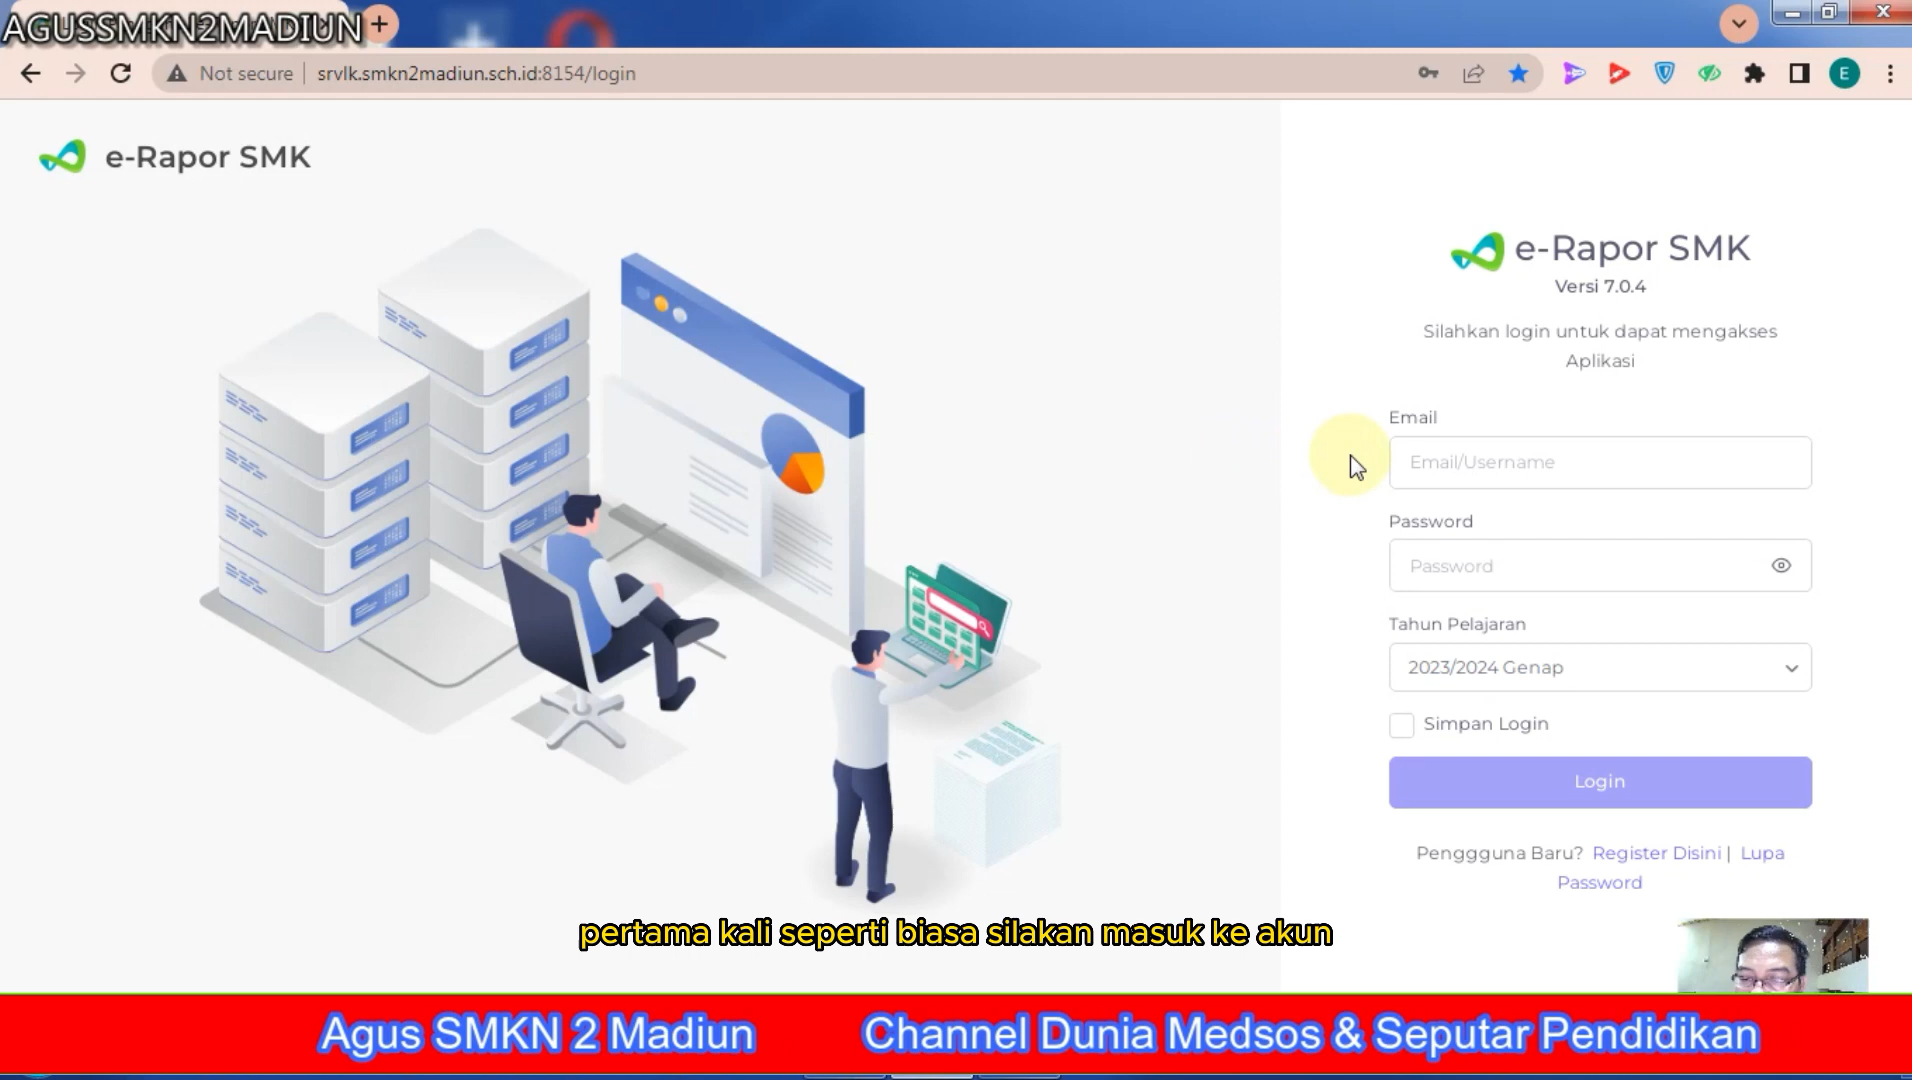 AGUSSMKN2MADIUN
Not secure
srvlk.smkn2madiun.sch.id:8154/login
E
e-Rapor SMK
e-Rapor SMK
Versi 7.0.4
Silahkan login untuk dapat mengakses
Aplikasi
Email
Email/Username
Password
Password
Tahun Pelajaran
2023/2024 Genap
Simpan Login
Login
Penggguna Baru? Register Disini | Lupa
Password
pertama kali seperti biasa silakan masuk ke akun
Agus SMKN 2 Madiun Channel Dunia Medsos & Seputar Pendidikan